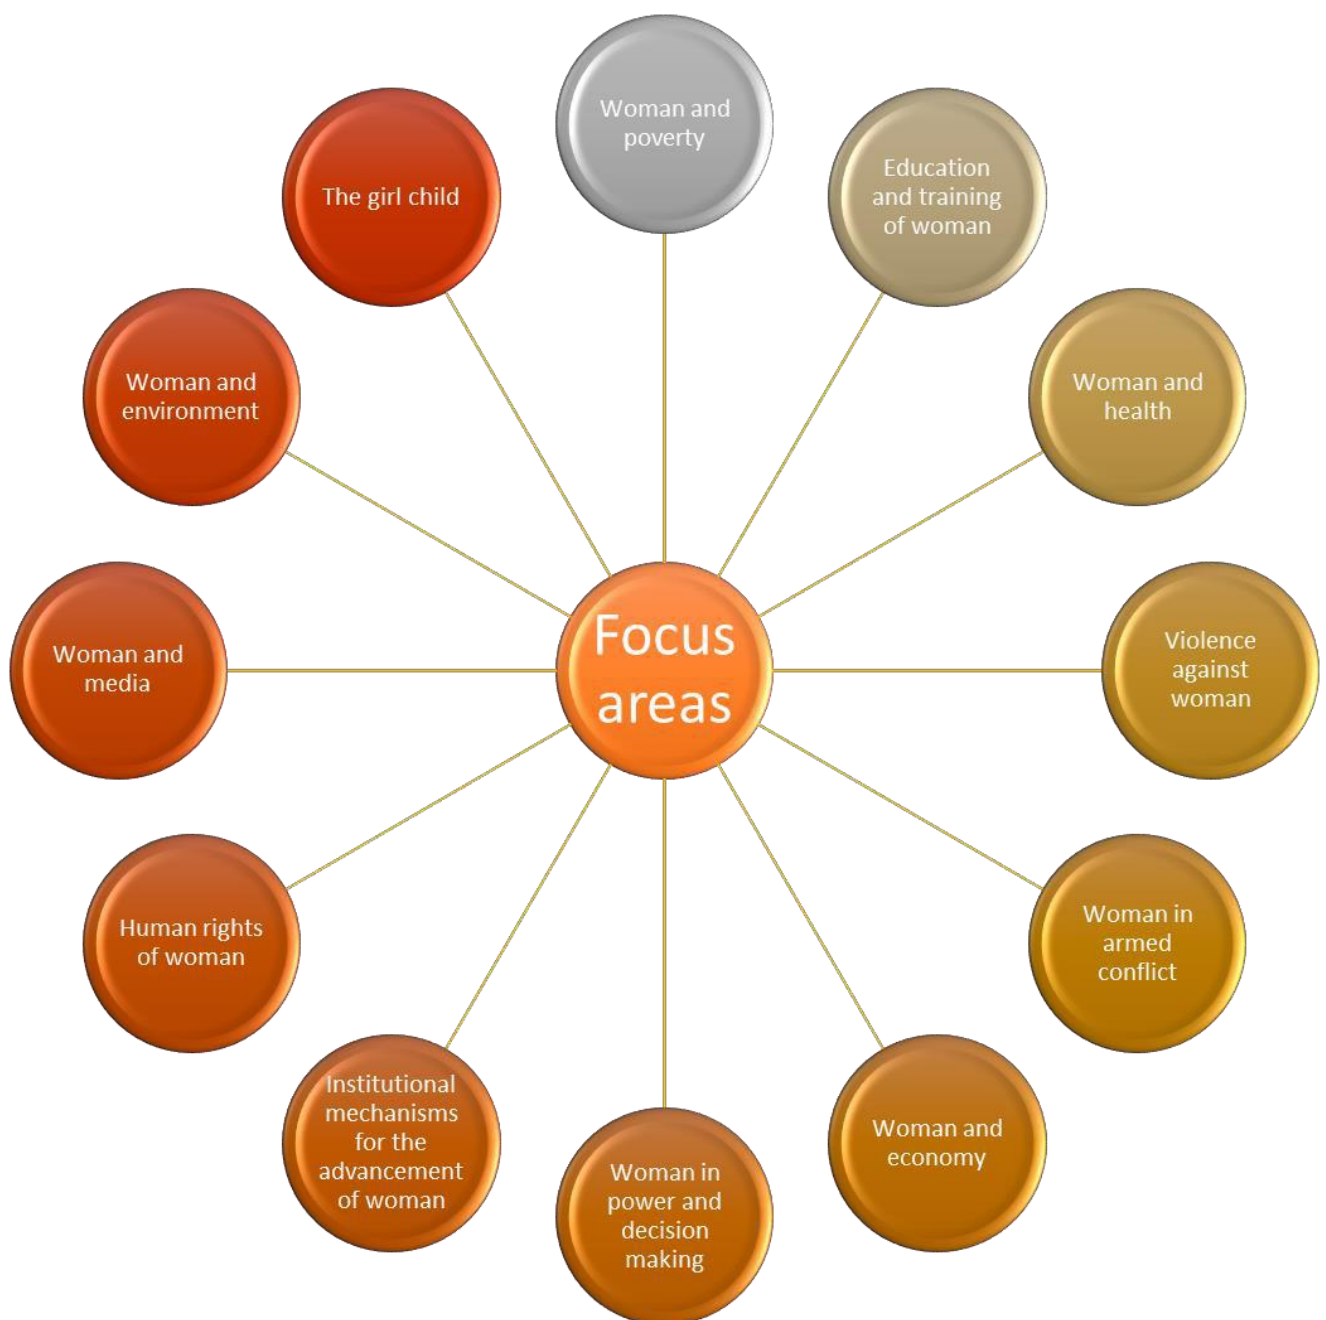 Woman and
poverty
Education
and training
of woman
Woman and
health
Violence
against
woman
Woman in
armed
conflict
Woman and
economy
Woman in
power and
decision
making
Institutional
mechanisms
for the
advancement
of woman
Human rights
of woman
Woman and
media
Woman and
environment
The girl child
Focus
areas